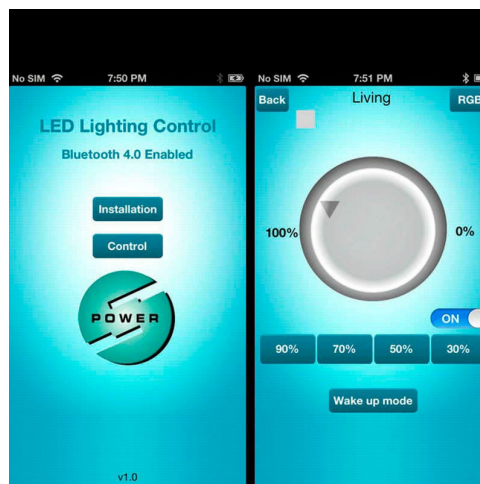 No SIM 7:50 PM
LED Lighting Control
Bluetooth 4.0 Enabled
Installation
Control
POWER
v1.0
No SIM 7:51 PM
Back Living RGB
100% 0%
ON
90% 70% 50% 30%
Wake up mode